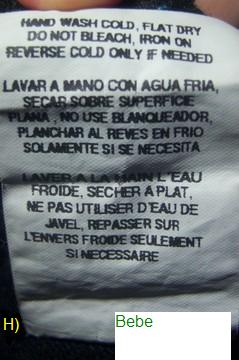 HAND WASH COLD, FLAT DRY
DO NOT BLEACH, IRON ON
REVERSE COLD ONLY IF NEEDED
LAVAR A MANO CON AGUA FRIA,
SECAR SOBRE SUPERFICIE
PLANA , NO USE BLANQUEADOR,
PLANCHAR AL REVES EN FRIO
SOLAMENTE SI SE NECESITA
LAVER A LA MAIN L'EAU
FROIDE, SECHER A PLAT,
NE PAS UTILISER D'EAU DE
JAVEL, REPASSER SUR
L'ENVERS FROIDE SEULEMENT
SI NECESSAIRE
H)
Bebe